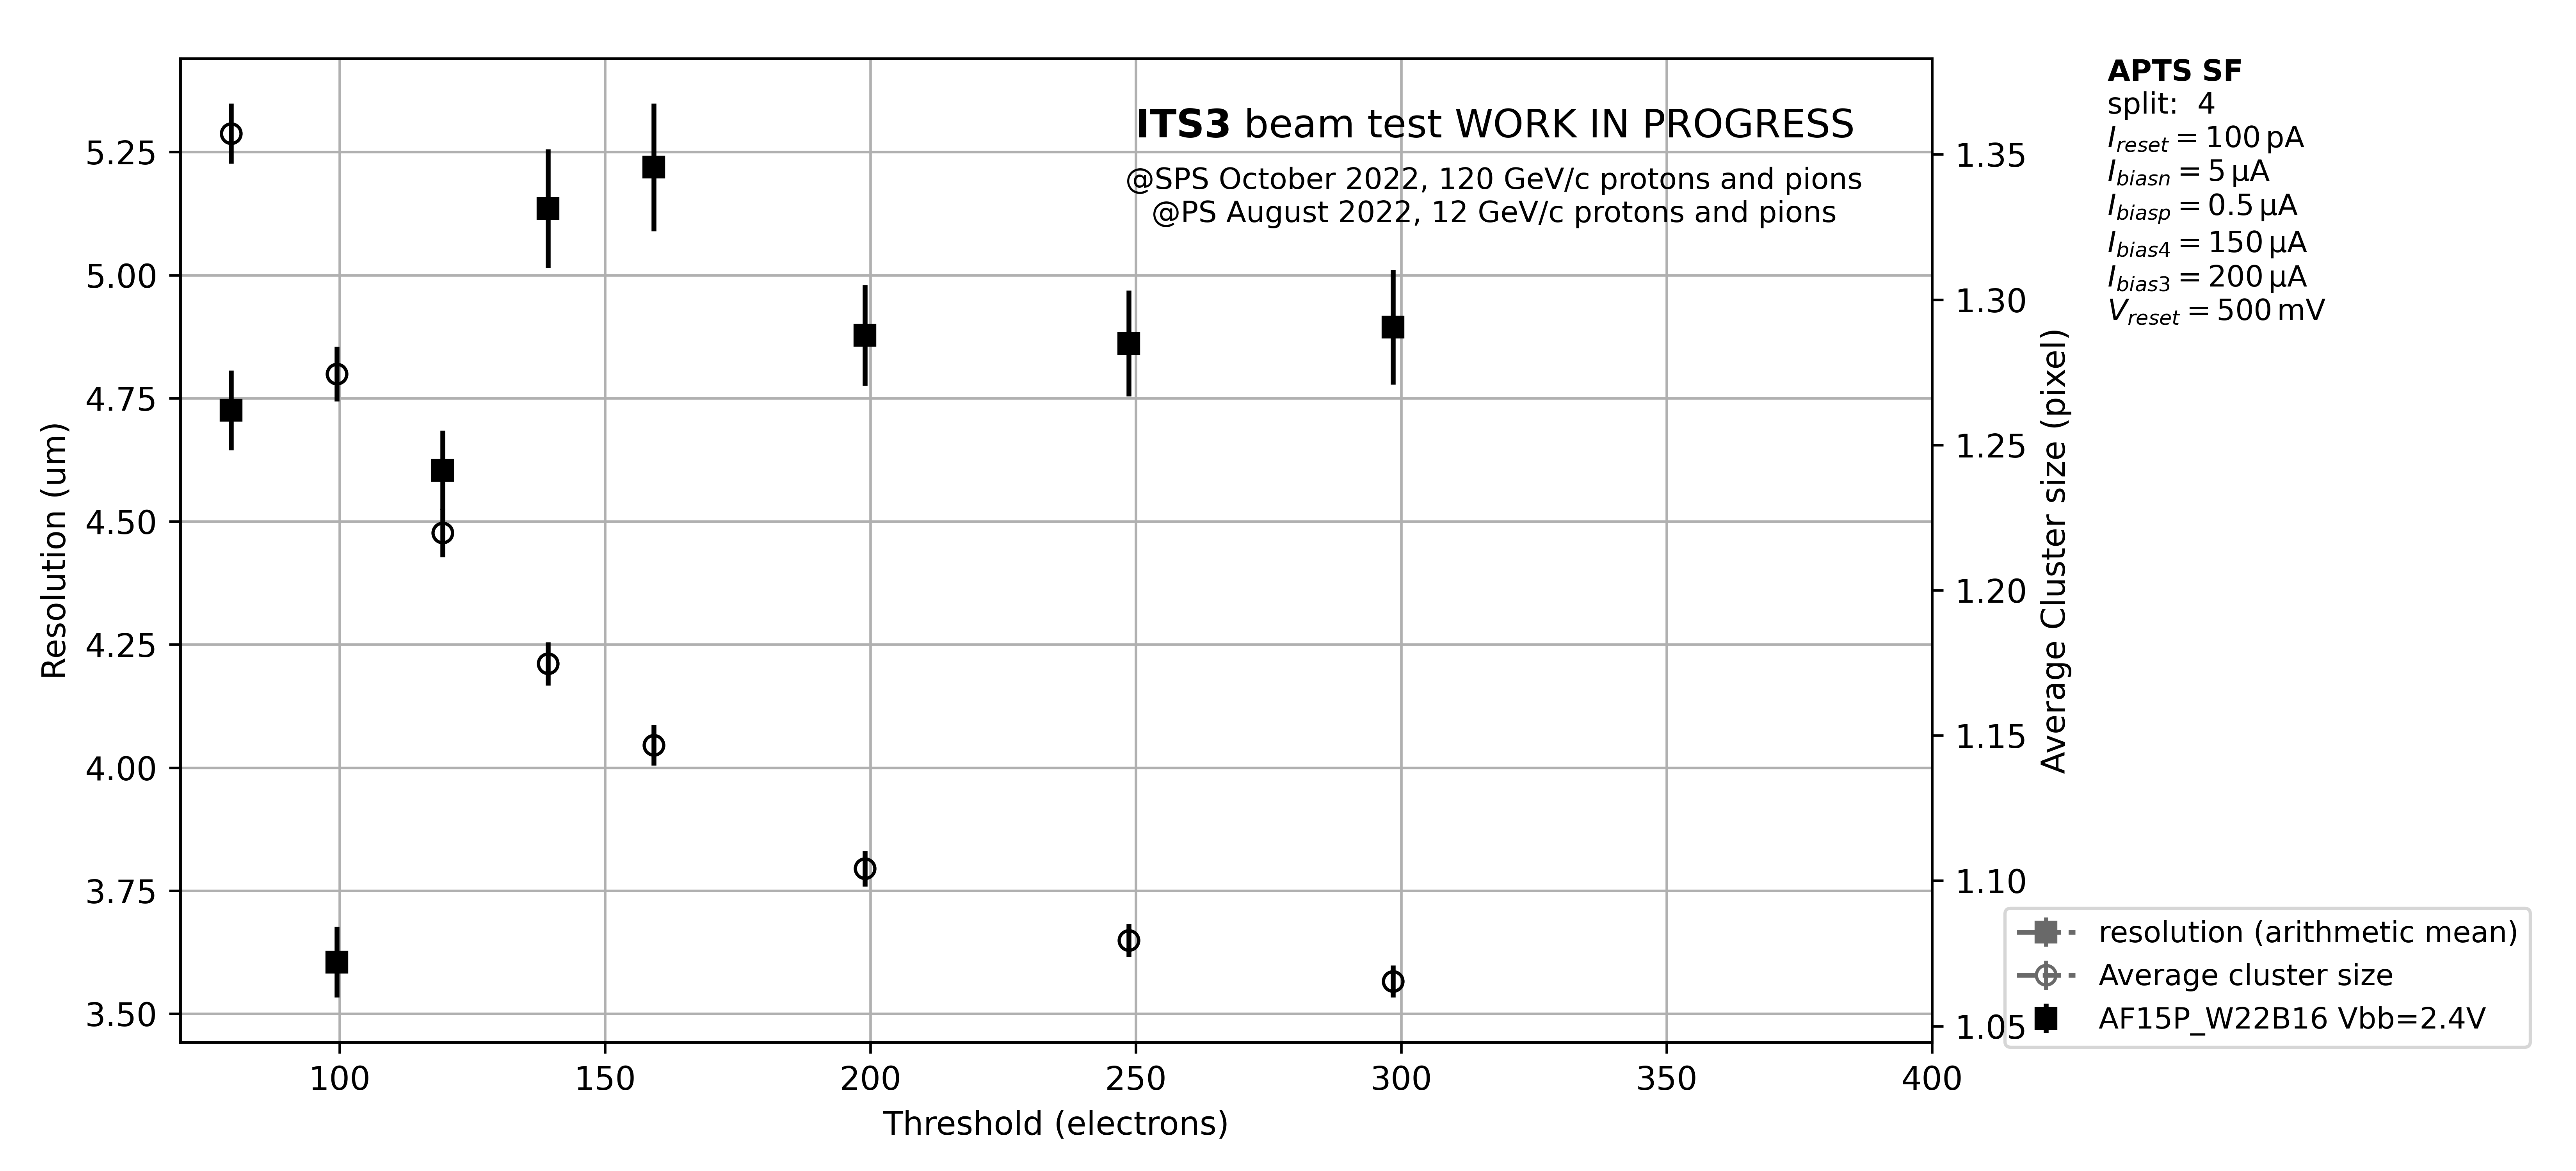 ITS3 beam test WORK IN PROGRESS
@SPS October 2022, 120 GeV/c protons and pions
@PS August 2022, 12 GeV/c protons and pions
5.25
5.00
4.75
4.50
4.25
4.00
3.75
3.50
Resolution (um)
100
150
200
250
300
350
400
Threshold (electrons)
1.35
1.30
1.25
1.20
1.15
1.10
1.05
Average Cluster size (pixel)
APTS SF
split: 4
I_reset = 100 pA
I_biasn = 5 µA
I_biasp = 0.5 µA
I_bias4 = 150 µA
I_bias3 = 200 µA
V_reset = 500 mV
resolution (arithmetic mean)
Average cluster size
AF15P_W22B16 Vbb=2.4V